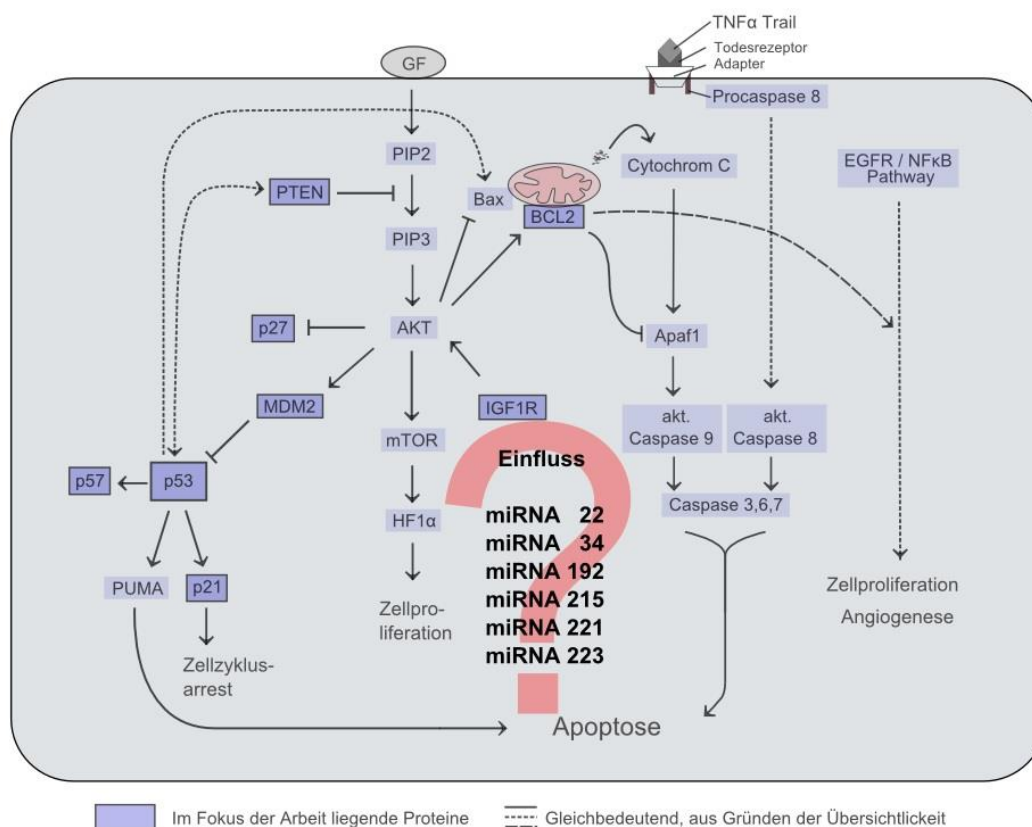 TNFα Trail
Todesrezeptor
Adapter
GF
Procaspase 8
PIP2
Cytochrom C
EGFR / NFκB
Pathway
PTEN
Bax
BCL2
PIP3
p27
AKT
Apaf1
MDM2
IGF1R
akt.
Caspase 9
akt.
Caspase 8
mTOR
Einfluss
p57
p53
Caspase 3,6,7
HF1α
miRNA 22
miRNA 34
miRNA 192
miRNA 215
miRNA 221
miRNA 223
PUMA
p21
Zellpro-
liferation
Zellproliferation
Angiogenese
Zellzyklus-
arrest
Apoptose
Im Fokus der Arbeit liegende Proteine
Gleichbedeutend, aus Gründen der Übersichtlickeit